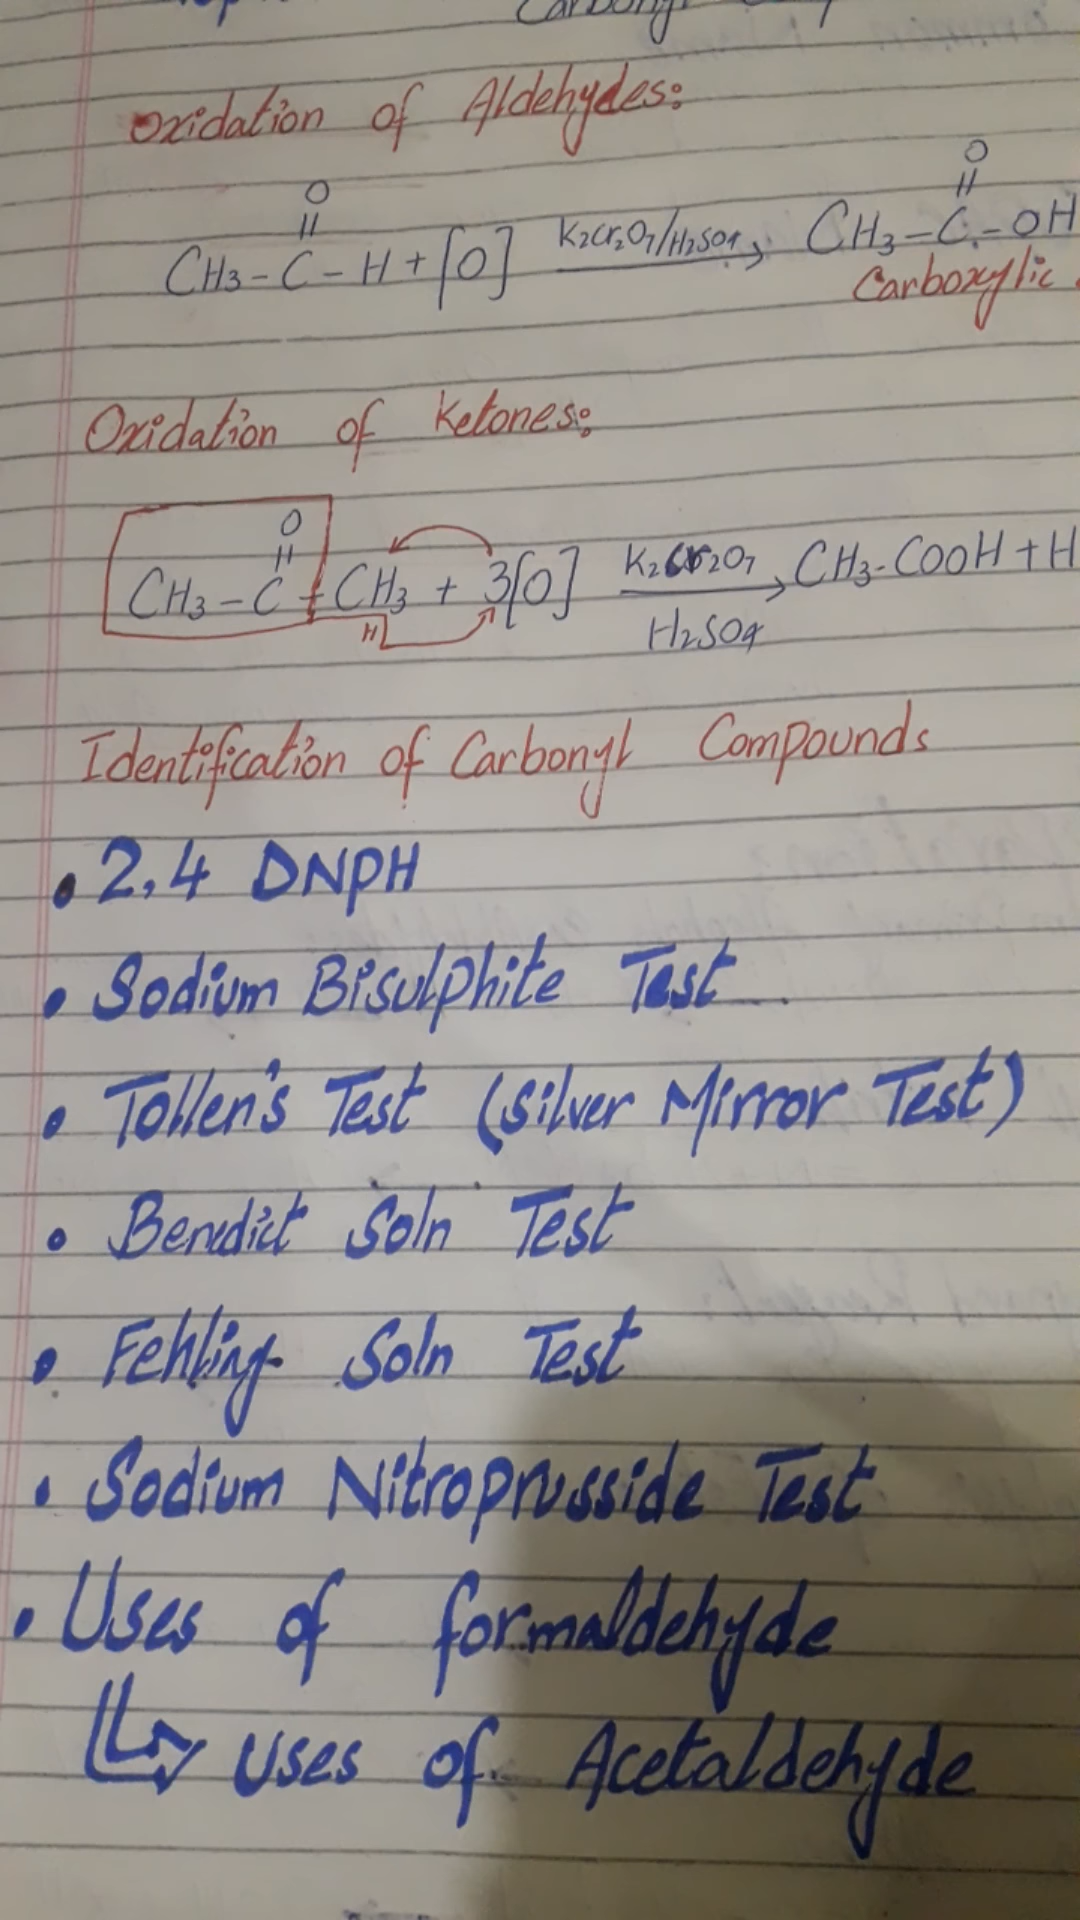 Oxidation of Aldehydes:
O
||
CH3-C-H+[O] K2Cr2O7/H2SO4 CH3-C-OH
O
||
Carboxylic
Oxidation of Ketones:
O
||
CH3-C-CH3 + 3[O] K2Cr2O7 CH3-COOH+H
H
H2SO4
Identification of Carbonyl Compounds
• 2,4 DNPH
• Sodium Bisulphite Test
• Tollen's Test (Silver Mirror Test)
• Benedict Soln Test
• Fehling Soln Test
• Sodium Nitroprusside Test
• Uses of formaldehyde
↳ Uses of Acetaldehyde